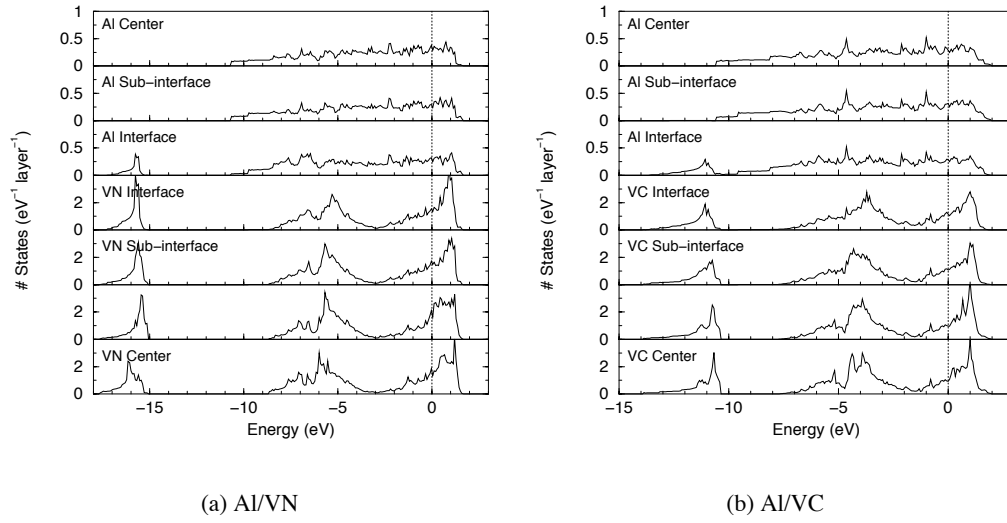 Al Center
Al Sub−interface
Al Interface
VN Interface
VN Sub−interface
VN Center
1
0.5
0
0.5
0
0.5
0
2
0
2
0
2
0
2
0
−15
−10
−5
0
Energy (eV)
# States (eV−1 layer−1)
(a) Al/VN
Al Center
Al Sub−interface
Al Interface
VC Interface
VC Sub−interface
VC Center
1
0.5
0
0.5
0
0.5
0
2
0
2
0
2
0
2
0
−15
−10
−5
0
Energy (eV)
# States (eV−1 layer−1)
(b) Al/VC